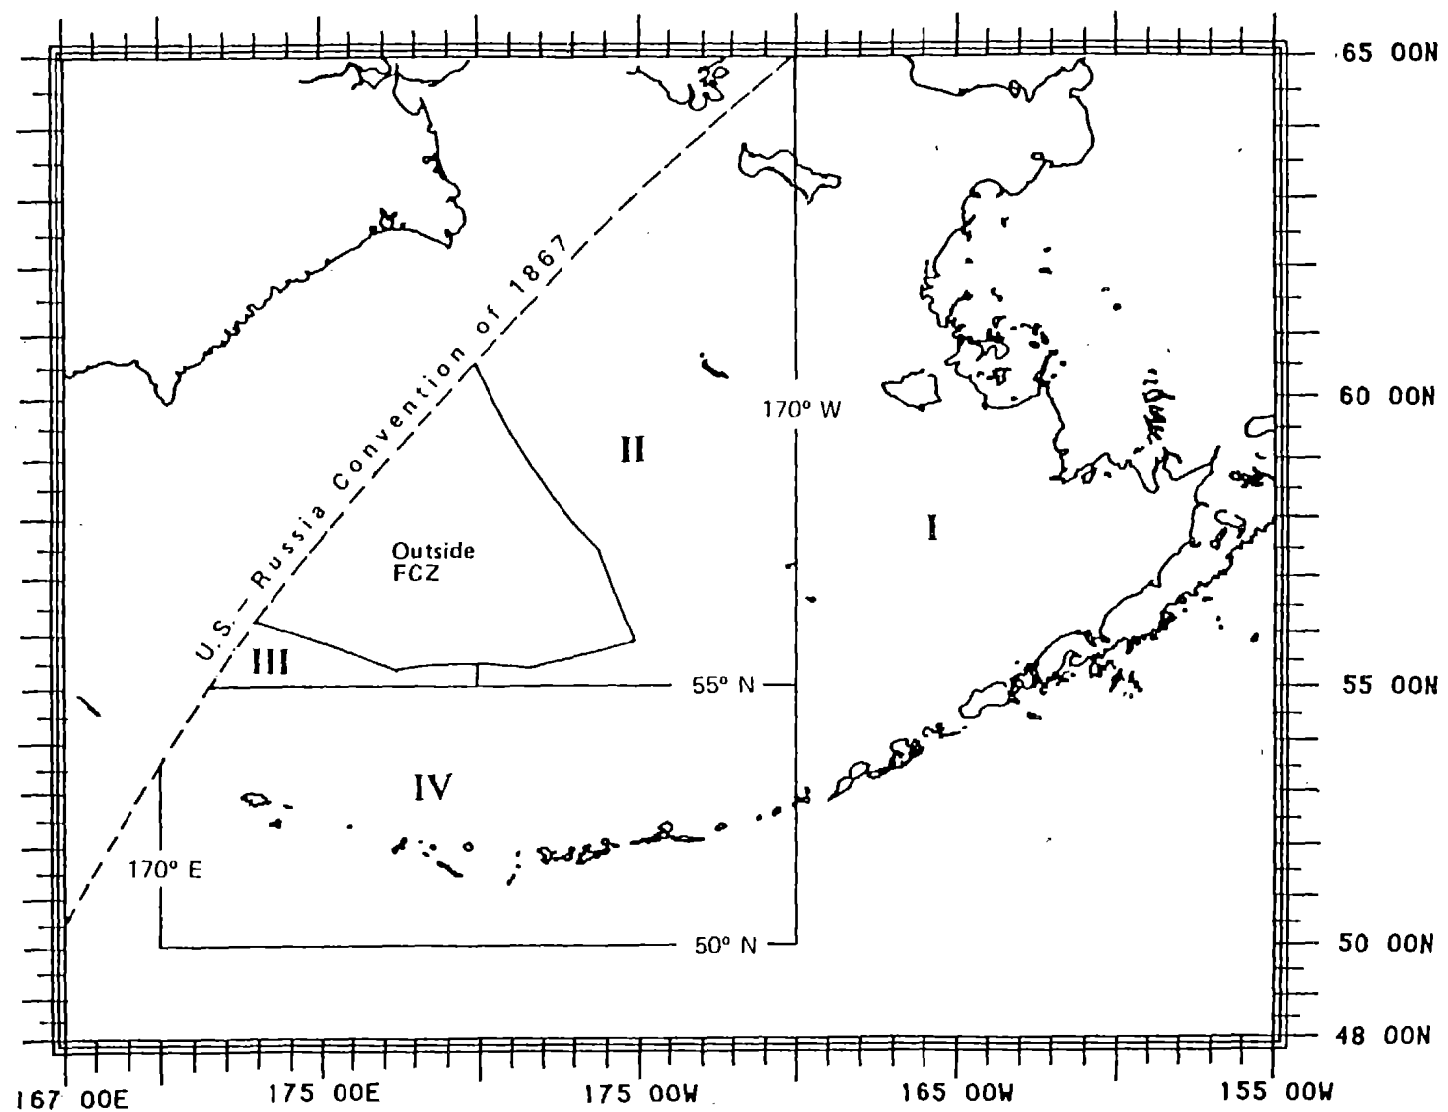 65 00N
U.S. - Russia Convention of 1867
60 00N
170° W
II
I
Outside
FCZ
III
55° N
55 00N
IV
170° E
50° N
50 00N
48 00N
167 00E
175 00E
175 00W
165 00W
155 00W